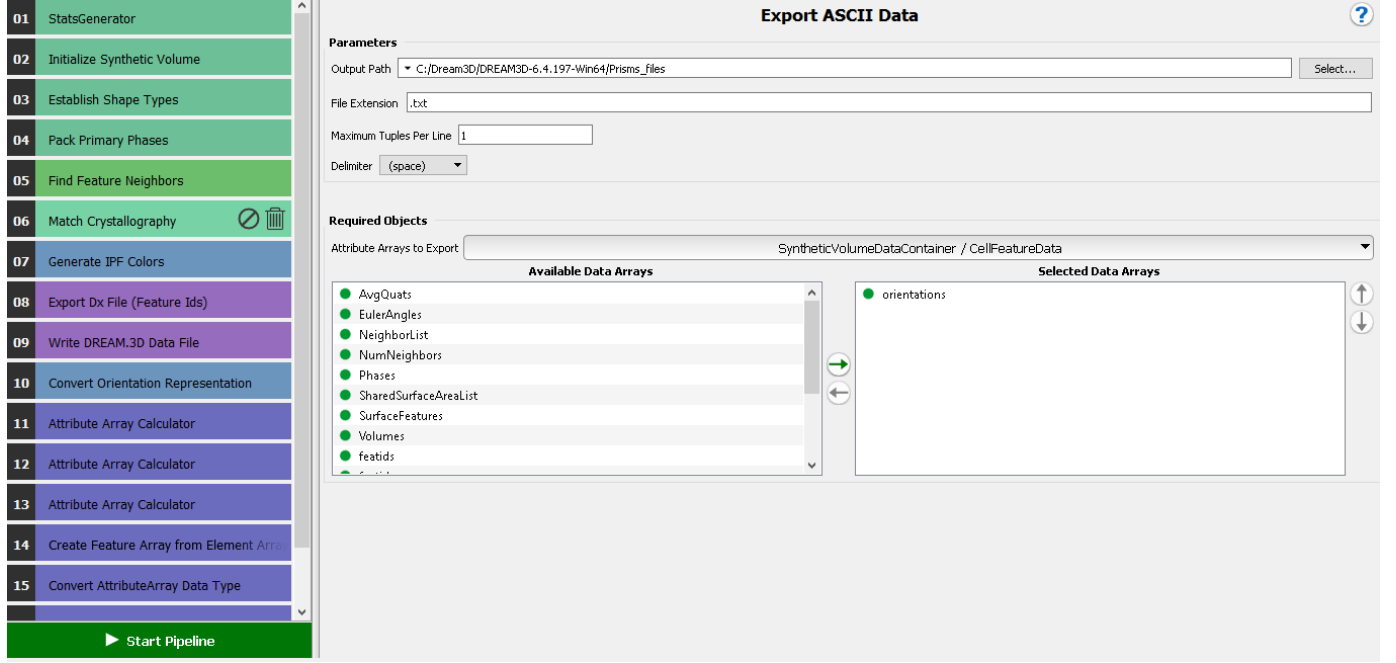 01 StatsGenerator
02 Initialize Synthetic Volume
03 Establish Shape Types
04 Pack Primary Phases
05 Find Feature Neighbors
06 Match Crystallography
07 Generate IPF Colors
08 Export Dx File (Feature Ids)
09 Write DREAM.3D Data File
10 Convert Orientation Representation
11 Attribute Array Calculator
12 Attribute Array Calculator
13 Attribute Array Calculator
14 Create Feature Array from Element Array
15 Convert AttributeArray Data Type
Start Pipeline
Export ASCII Data
?
Parameters
Output Path C:/Dream3D/DREAM3D-6.4.197-Win64/Prisms_files Select...
File Extension .txt
Maximum Tuples Per Line 1
Delimiter (space)
Required Objects
Attribute Arrays to Export SyntheticVolumeDataContainer / CellFeatureData
Available Data Arrays Selected Data Arrays
AvgQuats orientations
EulerAngles
NeighborList
NumNeighbors
Phases
SharedSurfaceAreaList
SurfaceFeatures
Volumes
featids